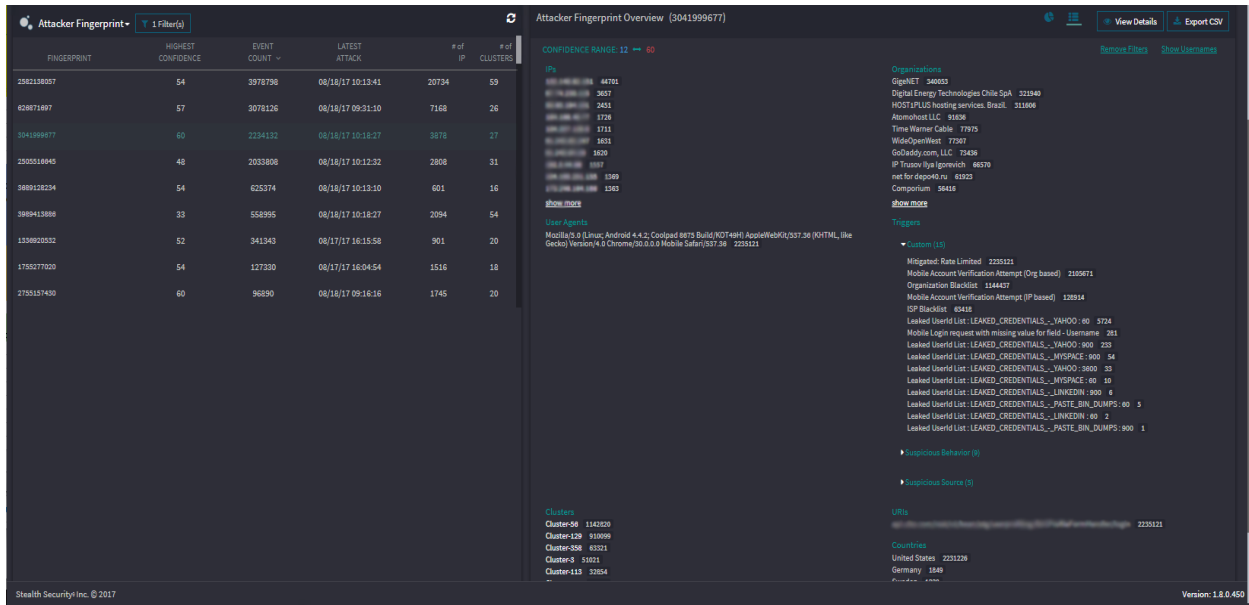 Attacker Fingerprint
1 Filter(s)
FINGERPRINT HIGHEST CONFIDENCE EVENT COUNT LATEST ATTACK # of IP # of CLUSTERS
2582138057 54 3978798 08/18/17 10:13:41 20734 59
626871697 57 3078126 08/18/17 09:31:10 7168 26
3041999677 60 2234132 08/18/17 10:18:27 3878 27
2505516645 48 2033808 08/18/17 10:12:32 2808 31
3689128234 54 625374 08/18/17 10:13:10 601 16
3989413886 33 558995 08/18/17 10:18:27 2094 54
1336920532 52 341343 08/17/17 16:15:58 901 20
1755277020 54 127330 08/17/17 16:04:54 1516 18
2755157430 60 96890 08/18/17 09:16:16 1745 20
Attacker Fingerprint Overview (3041999677)
View Details
Export CSV
CONFIDENCE RANGE: 12 ↔ 60
Remove Filters Show Usernames
IPs
44701
3657
2451
1726
1711
1631
1620
1557
1369
1363
show more
Organizations
GigeNET 340053
Digital Energy Technologies Chile SpA 321940
HOST1PLUS hosting services. Brazil. 311606
Atomohost LLC 91636
Time Warner Cable 77975
WideOpenWest 77307
GoDaddy.com, LLC 73436
IP Trusov Ilya Igorevich 66570
net for depo40.ru 61923
Comporium 56416
show more
User Agents
Mozilla/5.0 (Linux; Android 4.4.2; Coolpad 8675 Build/KOT49H) AppleWebKit/537.36 (KHTML, like
Gecko) Version/4.0 Chrome/30.0.0.0 Mobile Safari/537.36 2235121
Triggers
Custom (15)
Mitigated: Rate Limited 2235121
Mobile Account Verification Attempt (Org based) 2105671
Organization Blacklist 1144437
Mobile Account Verification Attempt (IP based) 128914
ISP Blacklist 63418
Leaked UserId List : LEAKED_CREDENTIALS_-_YAHOO : 60 5724
Mobile Login request with missing value for field - Username 281
Leaked UserId List : LEAKED_CREDENTIALS_-_YAHOO : 900 233
Leaked UserId List : LEAKED_CREDENTIALS_-_MYSPACE : 900 54
Leaked UserId List : LEAKED_CREDENTIALS_-_YAHOO : 3600 33
Leaked UserId List : LEAKED_CREDENTIALS_-_MYSPACE : 60 10
Leaked UserId List : LEAKED_CREDENTIALS_-_LINKEDIN : 900 6
Leaked UserId List : LEAKED_CREDENTIALS_-_PASTE_BIN_DUMPS : 60 5
Leaked UserId List : LEAKED_CREDENTIALS_-_LINKEDIN : 60 2
Leaked UserId List : LEAKED_CREDENTIALS_-_PASTE_BIN_DUMPS : 900 1
Suspicious Behavior (9)
Suspicious Source (5)
Clusters
Cluster-56 1142820
Cluster-129 910099
Cluster-358 63321
Cluster-3 51021
Cluster-113 32854
URIs
2235121
Countries
United States 2231226
Germany 1849
Stealth Security, Inc. © 2017
Version: 1.8.0.450